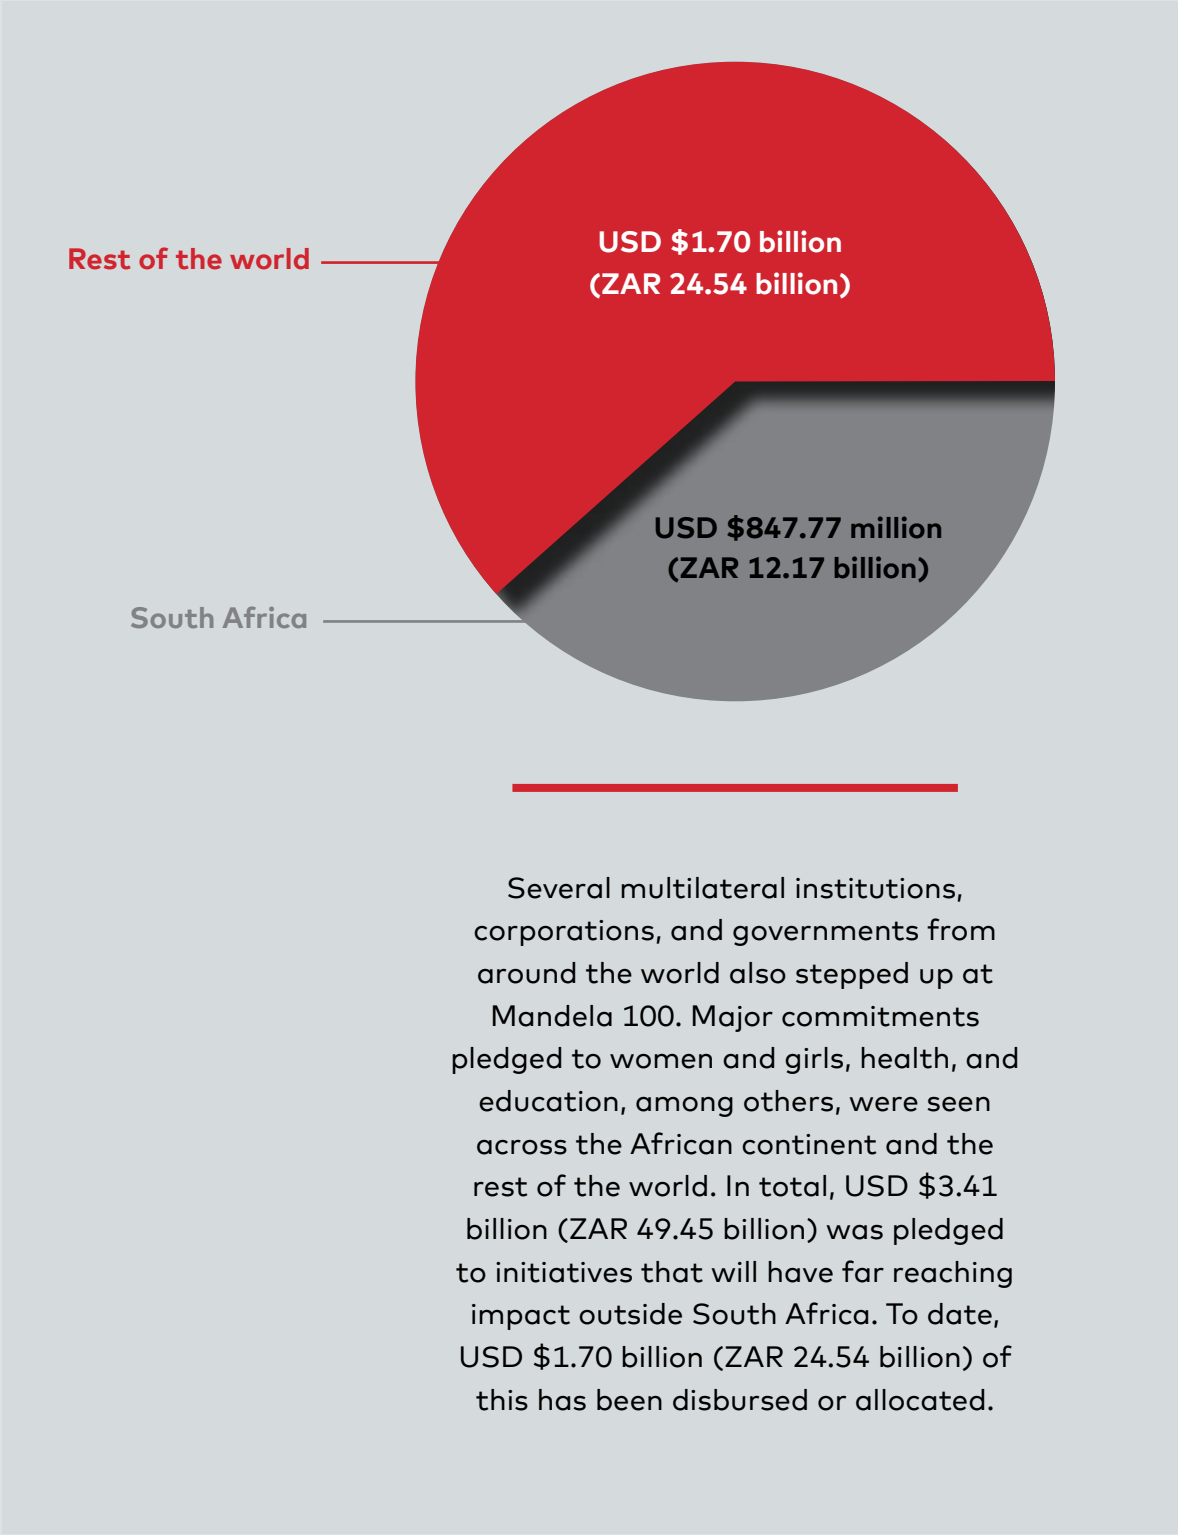 Rest of the world
USD $1.70 billion
(ZAR 24.54 billion)
USD $847.77 million
(ZAR 12.17 billion)
South Africa
Several multilateral institutions,
corporations, and governments from
around the world also stepped up at
Mandela 100. Major commitments
pledged to women and girls, health, and
education, among others, were seen
across the African continent and the
rest of the world. In total, USD $3.41
billion (ZAR 49.45 billion) was pledged
to initiatives that will have far reaching
impact outside South Africa. To date,
USD $1.70 billion (ZAR 24.54 billion) of
this has been disbursed or allocated.